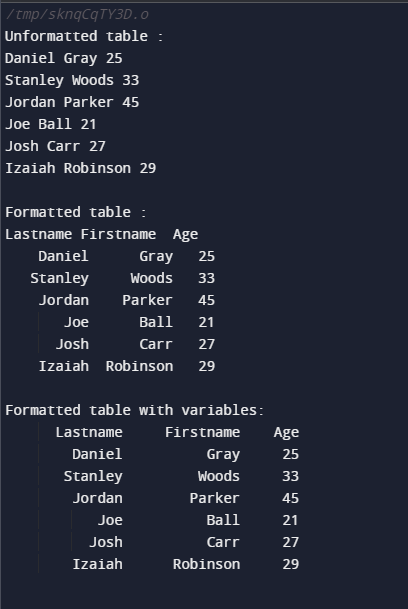 /tmp/sknqCqTY3D.o
Unformatted table :
Daniel Gray 25
Stanley Woods 33
Jordan Parker 45
Joe Ball 21
Josh Carr 27
Izaiah Robinson 29

Formatted table :
Lastname Firstname  Age
    Daniel      Gray   25
   Stanley     Woods   33
    Jordan    Parker   45
       Joe      Ball   21
      Josh      Carr   27
    Izaiah  Robinson   29

Formatted table with variables:
      Lastname     Firstname    Age
        Daniel          Gray     25
       Stanley         Woods     33
        Jordan        Parker     45
           Joe          Ball     21
          Josh          Carr     27
        Izaiah      Robinson     29